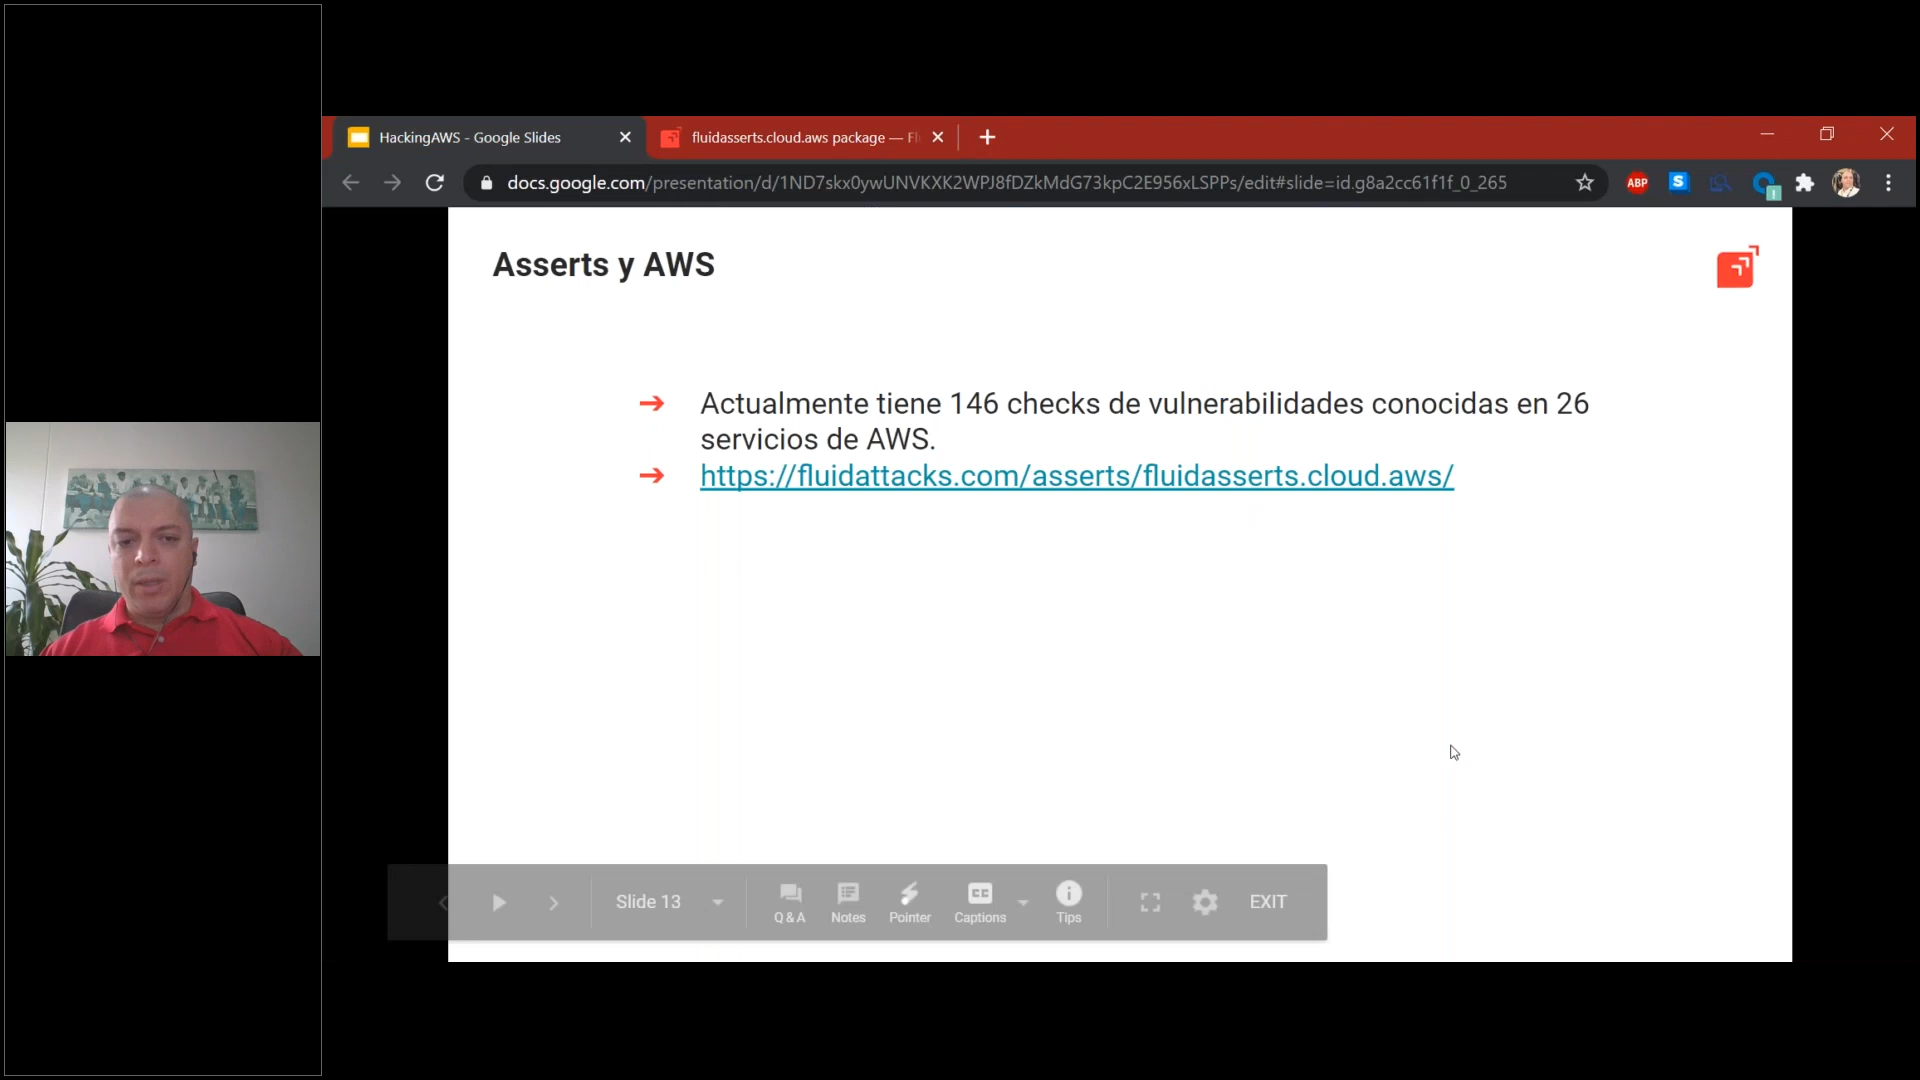 HackingAWS - Google Slides
fluidasserts.cloud.aws package — Fl
docs.google.com/presentation/d/1ND7skx0ywUNVKXK2WPJ8fDZkMdG73kpC2E956xLSPPs/edit#slide=id.g8a2cc61f1f_0_265
ABP
S
Asserts y AWS
Actualmente tiene 146 checks de vulnerabilidades conocidas en 26
servicios de AWS.
https://fluidattacks.com/asserts/fluidasserts.cloud.aws/
Slide 13
Q & A
Notes
Pointer
CC
Captions
Tips
EXIT